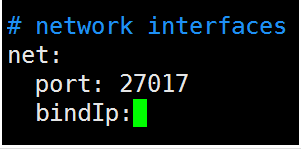 # network interfaces
net:
  port: 27017
  bindIp: